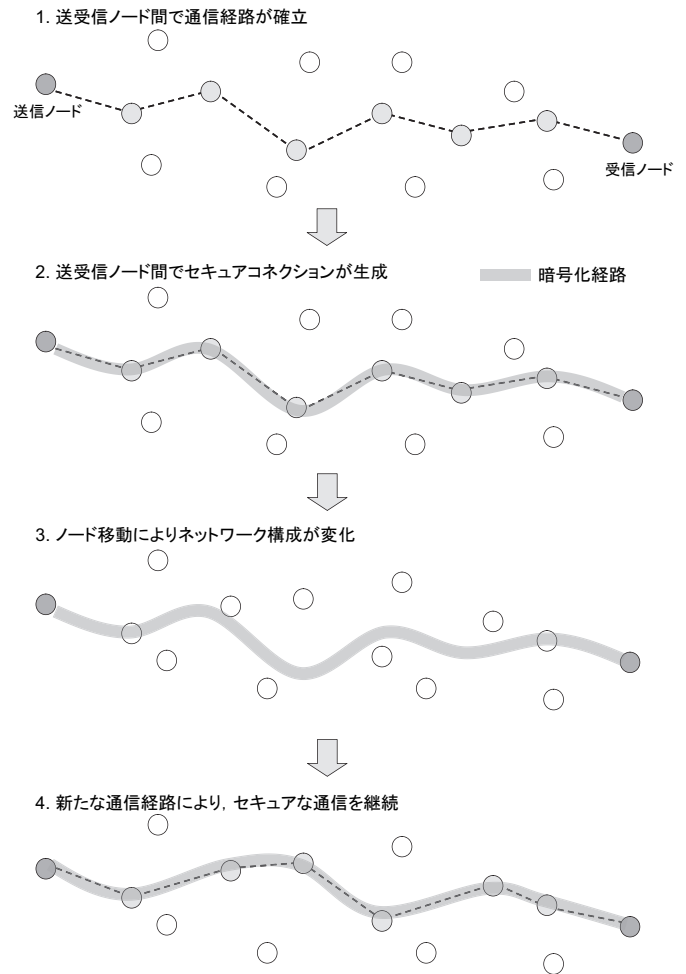 1. 送受信ノード間で通信経路が確立
送信ノード
受信ノード
2. 送受信ノード間でセキュアコネクションが生成
暗号化経路
3. ノード移動によりネットワーク構成が変化
4. 新たな通信経路により，セキュアな通信を継続